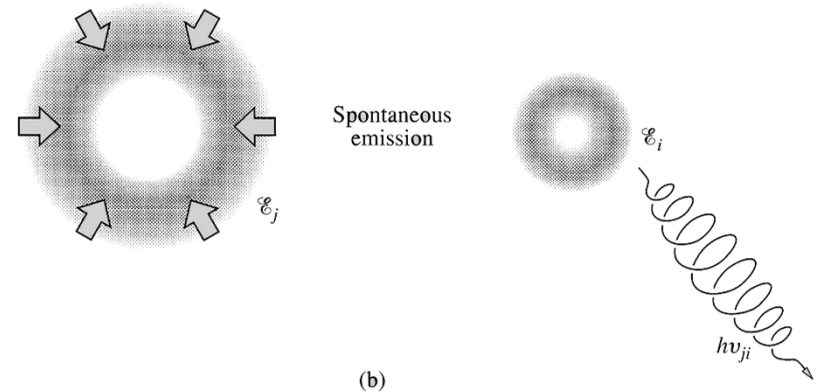 Spontaneous
emission
ℰj
ℰi
hνji
(b)